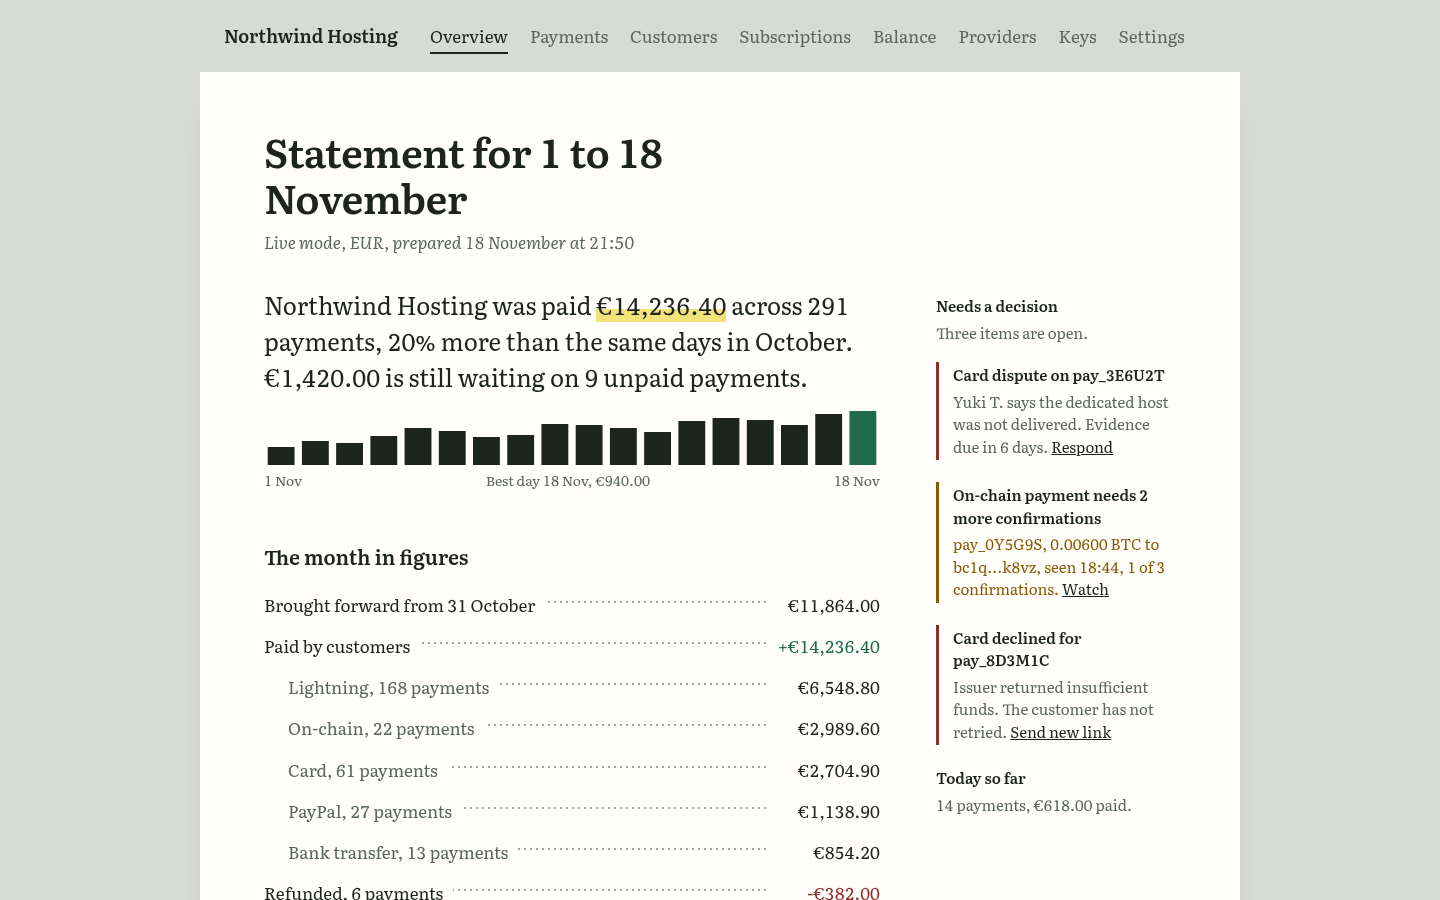 Northwind Hosting Overview Payments Customers Subscriptions Balance Providers Keys Settings
Statement for 1 to 18
November
Live mode, EUR, prepared 18 November at 21:50
Northwind Hosting was paid €14,236.40 across 291
payments, 20% more than the same days in October.
€1,420.00 is still waiting on 9 unpaid payments.
1 Nov Best day 18 Nov, €940.00 18 Nov
The month in figures
Brought forward from 31 October €11,864.00
Paid by customers +€14,236.40
Lightning, 168 payments €6,548.80
On-chain, 22 payments €2,989.60
Card, 61 payments €2,704.90
PayPal, 27 payments €1,138.90
Bank transfer, 13 payments €854.20
Refunded, 6 payments -€382.00
Needs a decision
Three items are open.
Card dispute on pay_3E6U2T
Yuki T. says the dedicated host
was not delivered. Evidence
due in 6 days. Respond
On-chain payment needs 2
more confirmations
pay_0Y5G9S, 0.00600 BTC to
bc1q…k8vz, seen 18:44, 1 of 3
confirmations. Watch
Card declined for
pay_8D3M1C
Issuer returned insufficient
funds. The customer has not
retried. Send new link
Today so far
14 payments, €618.00 paid.